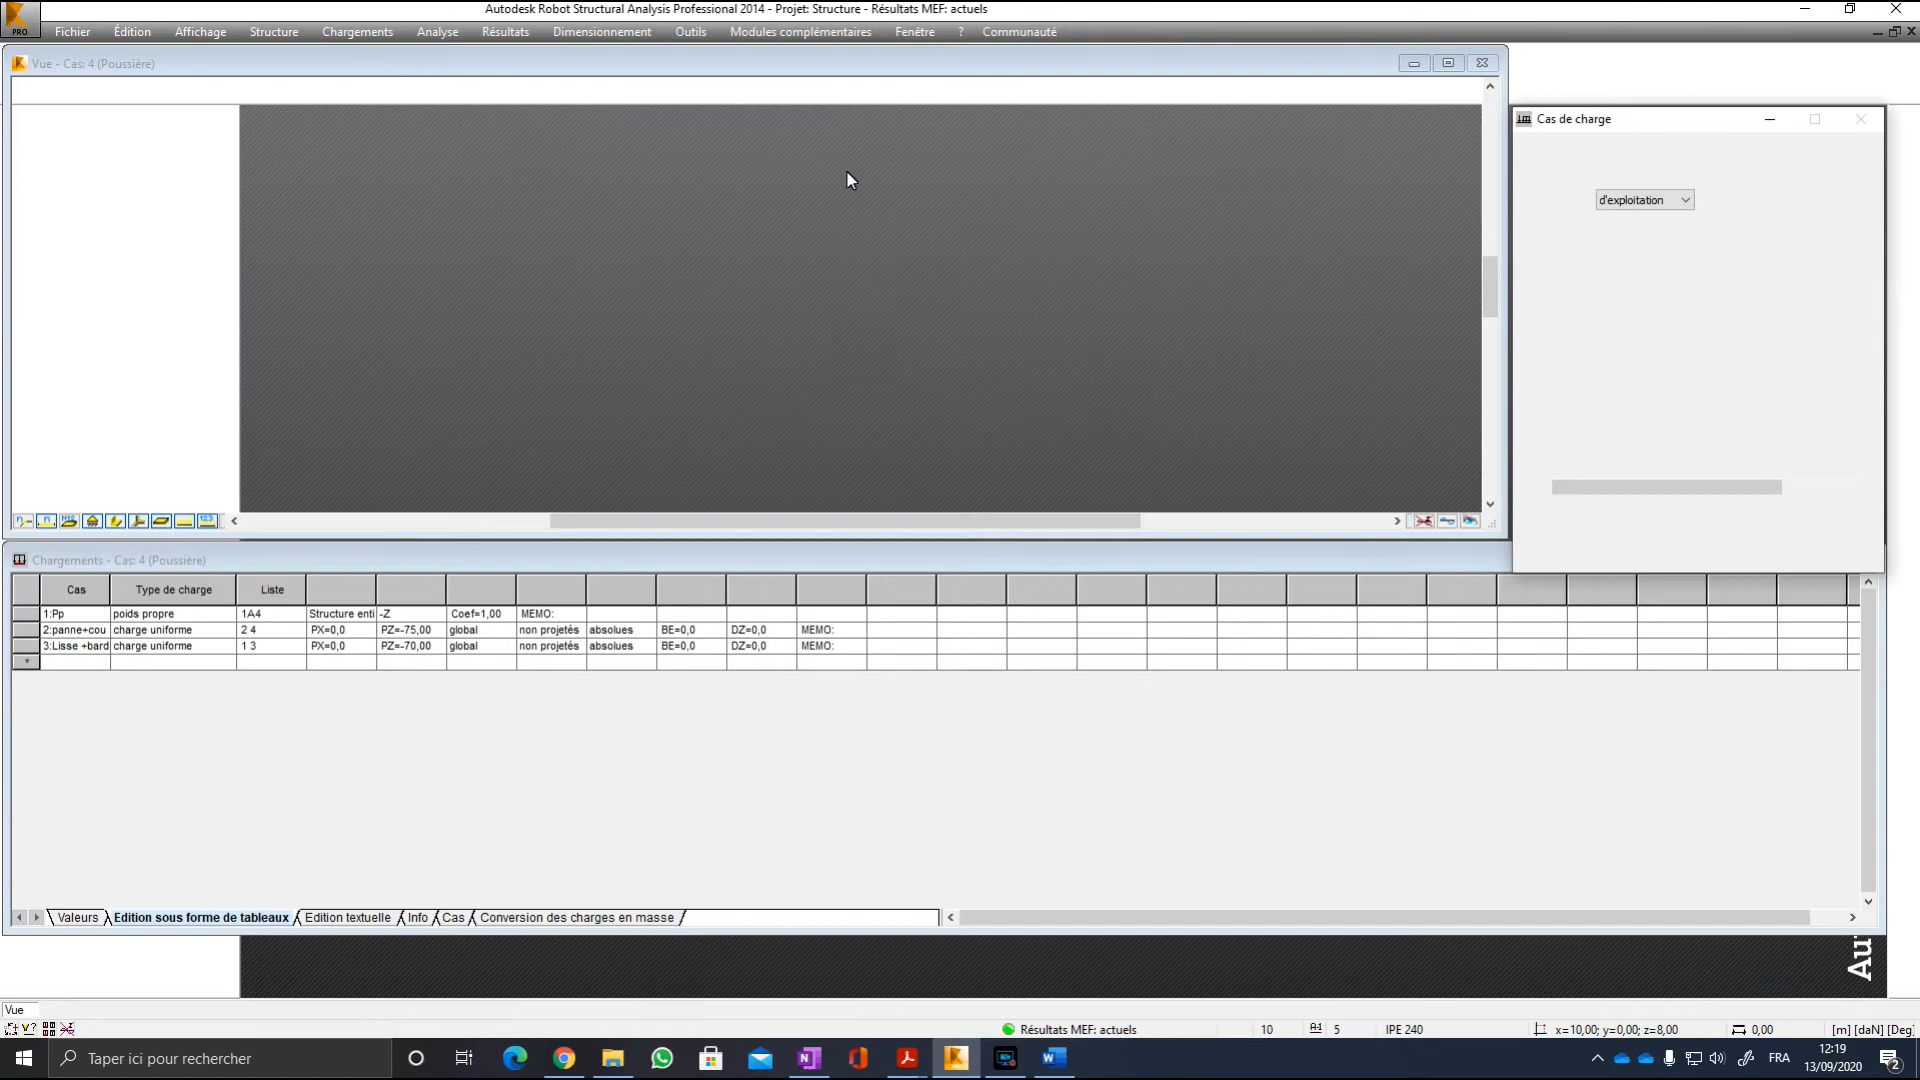 Autodesk Robot Structural Analysis Professional 2014 - Projet: Structure - Résultats MEF: actuels
PRO
Fichier Édition Affichage Structure Chargements Analyse Résultats Dimensionnement Outils Modules complémentaires Fenêtre ? Communauté
Vue - Cas: 4 (Poussière)
Cas de charge
d'exploitation
Chargements - Cas: 4 (Poussière)
Cas Type de charge Liste
1:Pp poids propre 1A4 Structure enti -Z Coef=1,00 MEMO:
2:panne+cou charge uniforme 2 4 PX=0,0 PZ=-75,00 global non projetés absolues BE=0,0 DZ=0,0 MEMO:
3:Lisse +bard charge uniforme 1 3 PX=0,0 PZ=-70,00 global non projetés absolues BE=0,0 DZ=0,0 MEMO:
*
Valeurs Edition sous forme de tableaux Edition textuelle Info Cas Conversion des charges en masse
Au
Vue
Résultats MEF: actuels 10 5 IPE 240 x=10,00; y=0,00; z=8,00 0,00 [m] [daN] [Deg]
Taper ici pour rechercher
FRA
12:19
13/09/2020
2